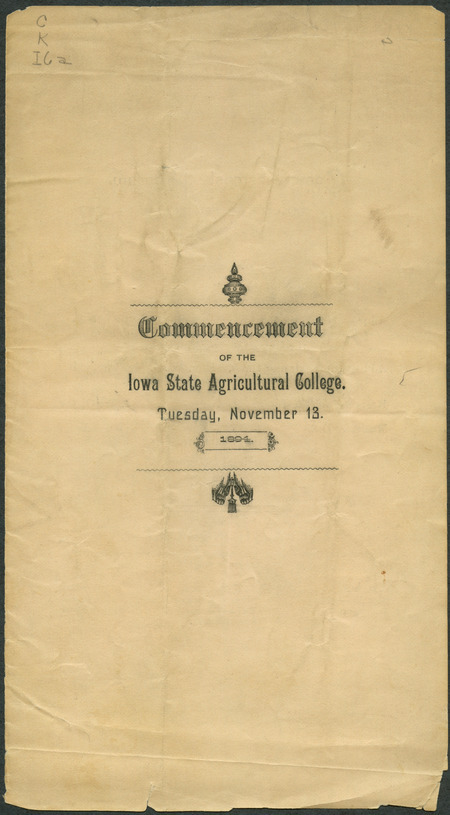 C
K
I6a
Commencement
OF THE
Iowa State Agricultural College.
Tuesday, November 13.
1894.